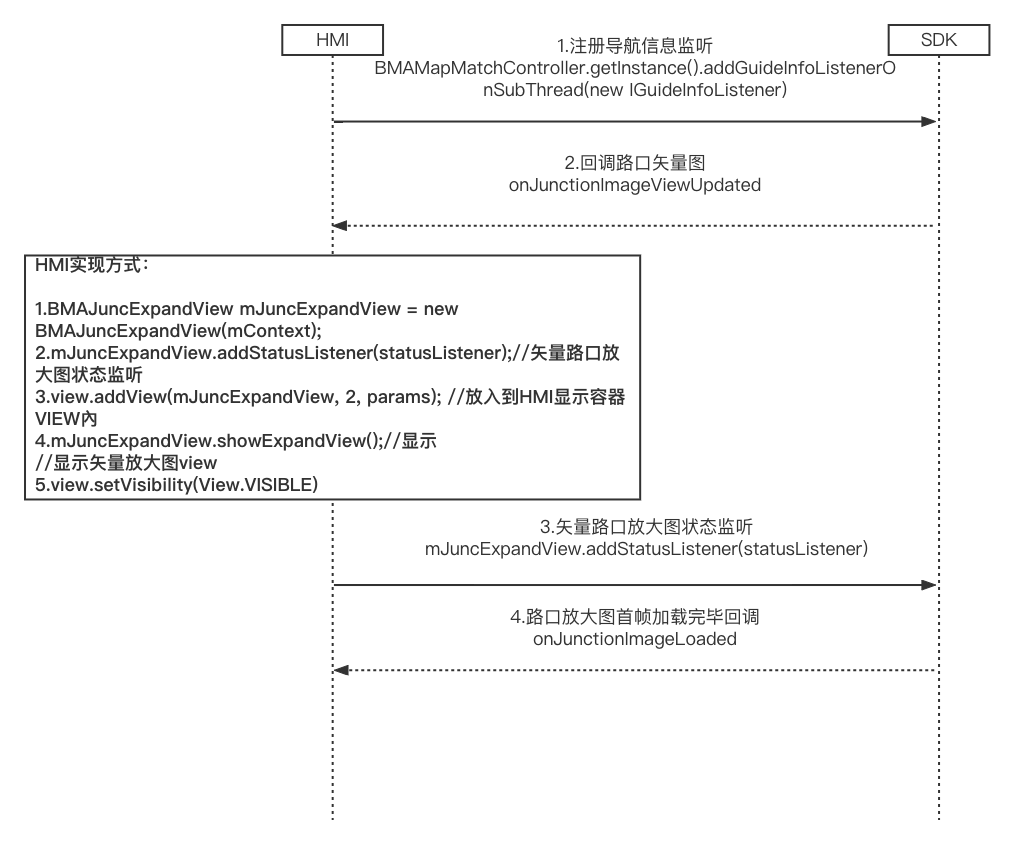 HMI
SDK
1.注册导航信息监听
BMAMapMatchController.getInstance().addGuideInfoListenerO
nSubThread(new IGuideInfoListener)
2.回调路口矢量图
onJunctionImageViewUpdated
HMI实现方式：
1.BMAJuncExpandView mJuncExpandView = new
BMAJuncExpandView(mContext);
2.mJuncExpandView.addStatusListener(statusListener);//矢量路口放
大图状态监听
3.view.addView(mJuncExpandView, 2, params); //放入到HMI显示容器
VIEW内
4.mJuncExpandView.showExpandView();//显示
//显示矢量放大图view
5.view.setVisibility(View.VISIBLE)
3.矢量路口放大图状态监听
mJuncExpandView.addStatusListener(statusListener)
4.路口放大图首帧加载完毕回调
onJunctionImageLoaded